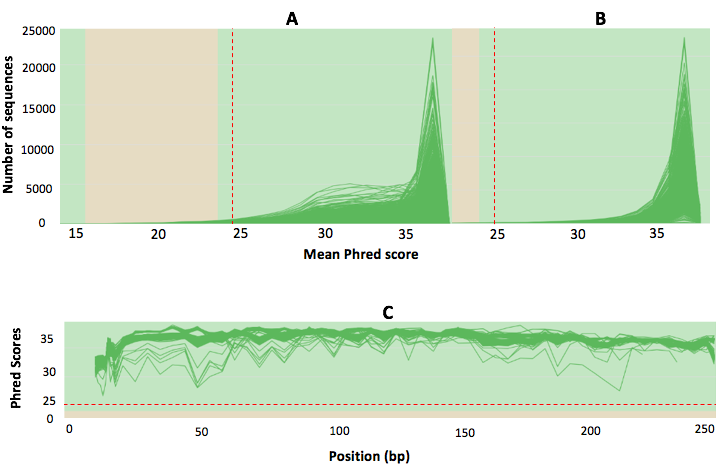 A B
Number of sequences
25000
20000
15000
10000
5000
0
15 20 25 30 35 25 30 35
Mean Phred score
C
Phred Scores
35
30
25
0
0 50 100 150 200 250
Position (bp)